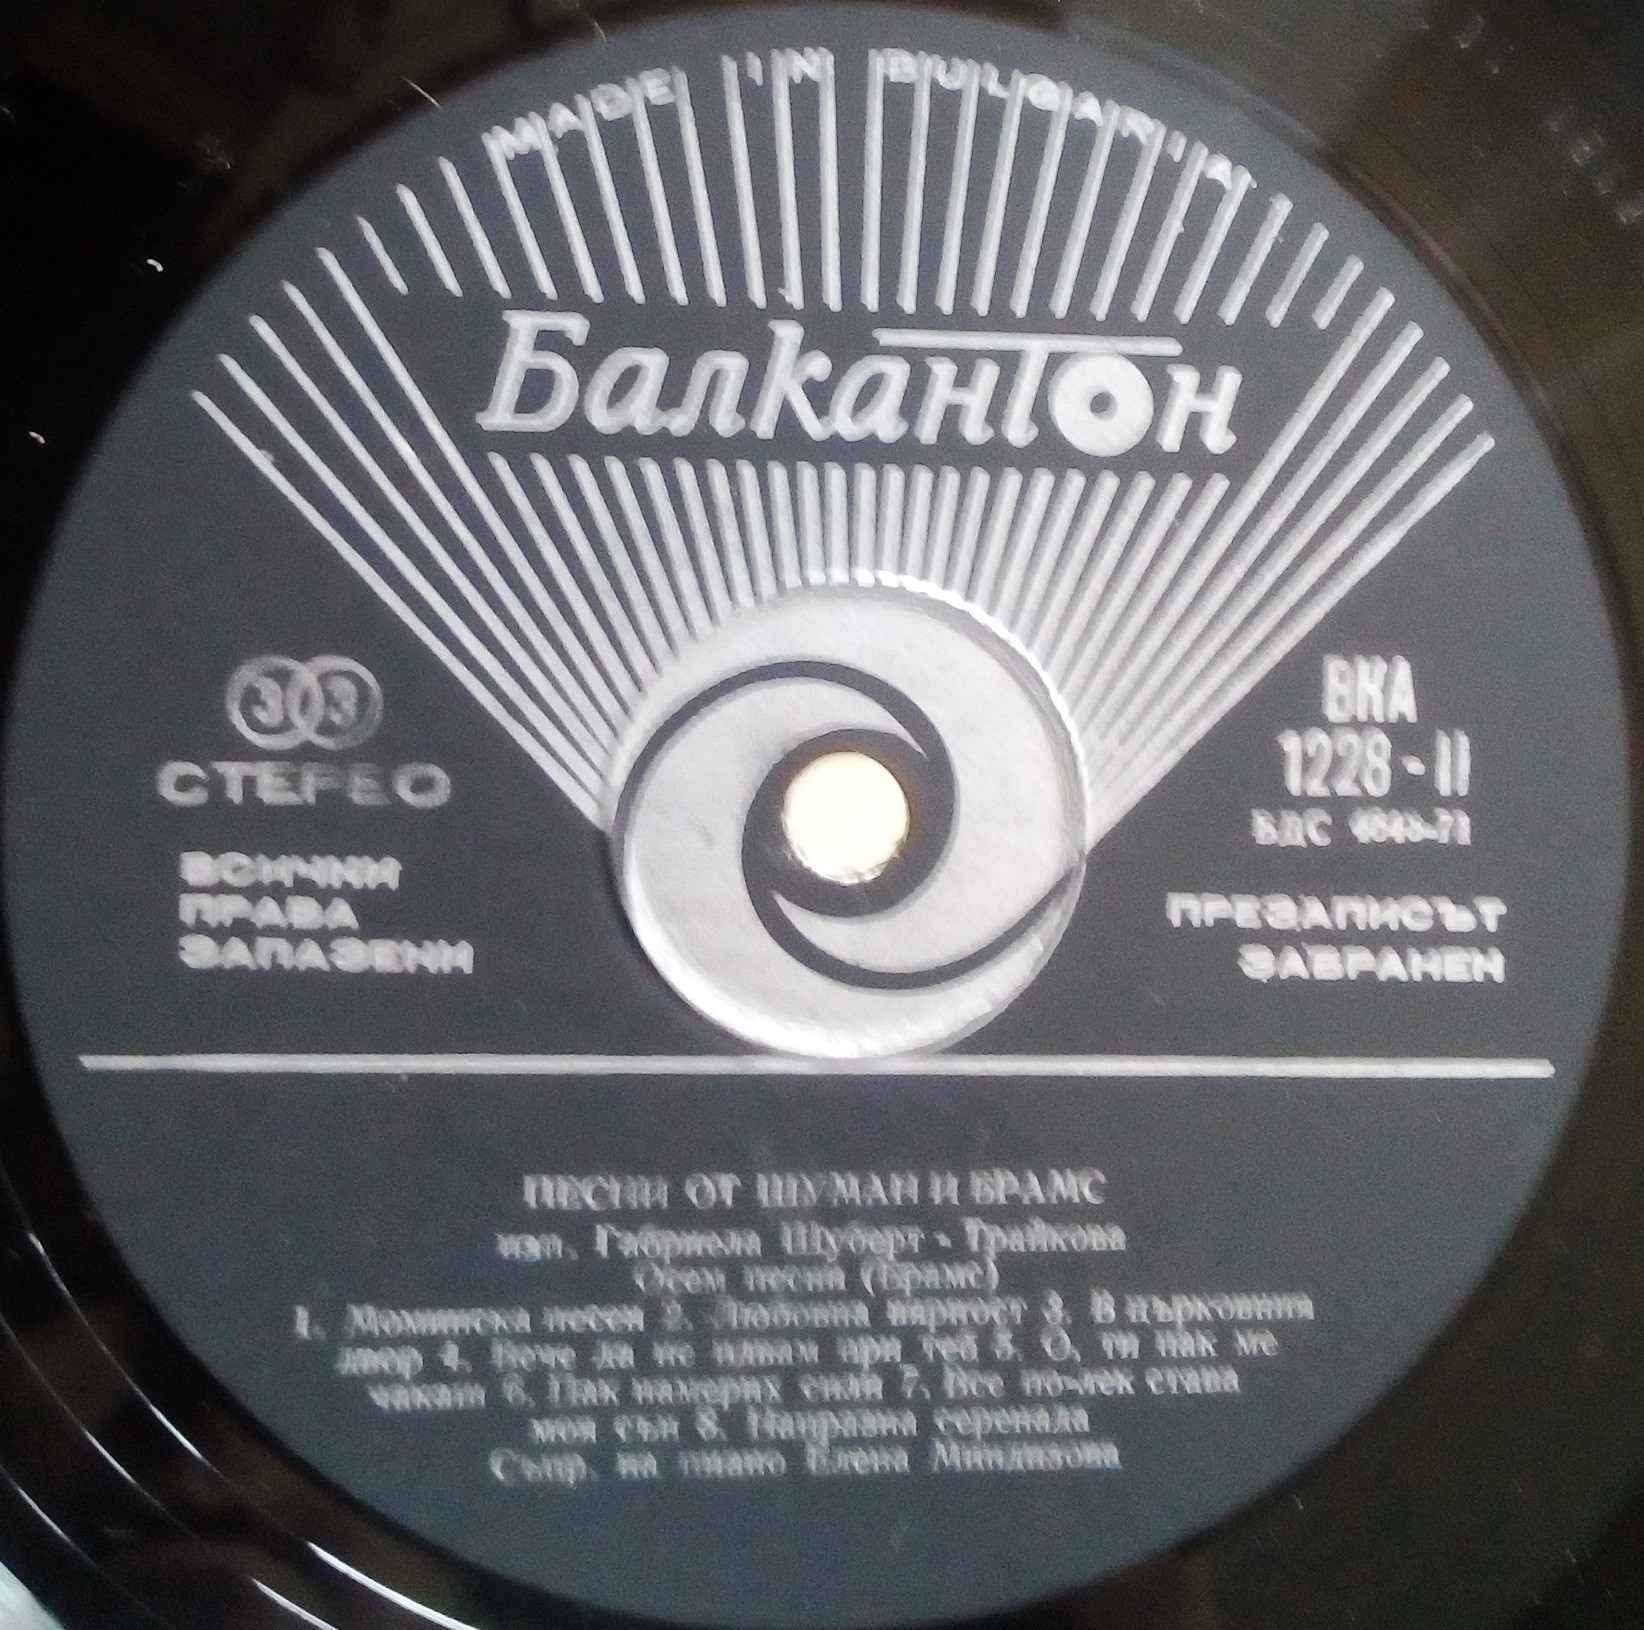 MADE IN BULGARIA
Балкантон
33
СТЕРЕО
ВСИЧКИ
ПРАВА
ЗАПАЗЕНИ
ВКА
1228 - II
БДС
ПРЕЗАПИСЪТ
ЗАБРАНЕН
ПЕСНИ ОТ ШУМАН И БРАМС
изп. Габриела Шуберт - Трайкова
Осем песни (Брамс)
1. Моминска песен 2. Любовна вярност 3. В църковния
двор 4. Вече да не идвам при теб 5. О, ти пак ме
чакаш 6. Пак намерих сили 7. Все по-лек става
моя сън 8. Напразна серенада
Съпр. на пиано Елена Миндизова